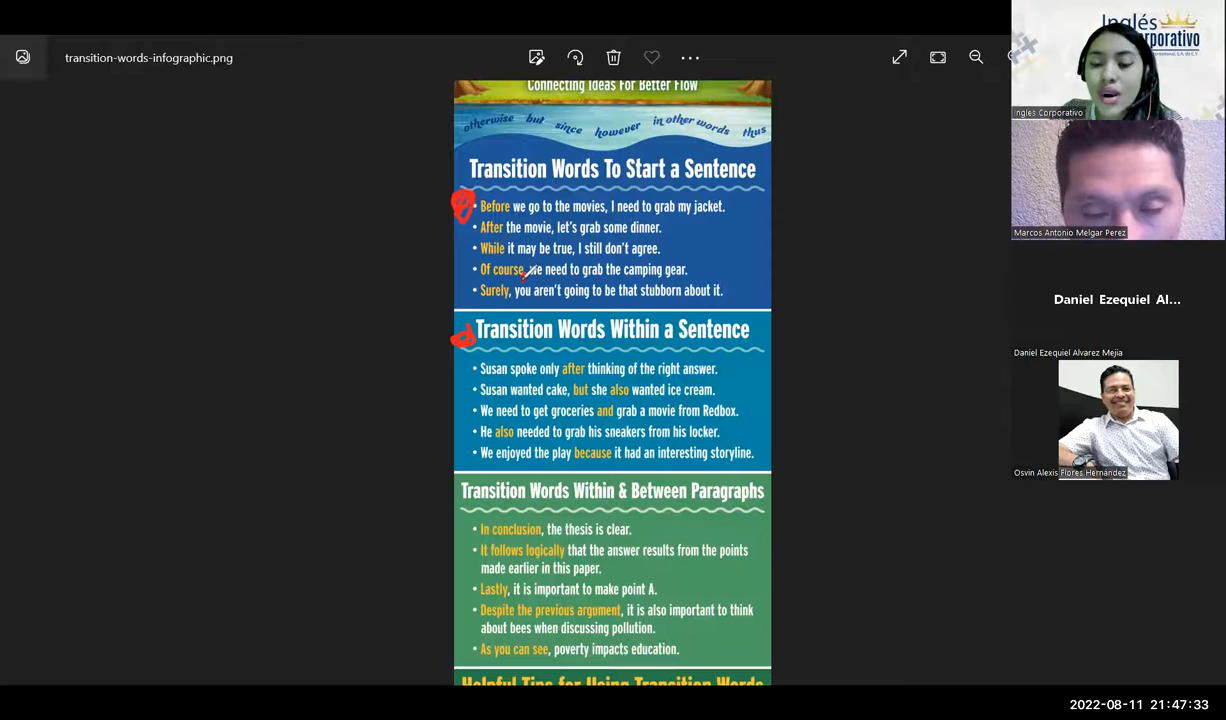 transition-words-infographic.png
Connecting Ideas For Better Flow
otherwise but since however in other words thus
Transition Words To Start a Sentence
• Before we go to the movies, I need to grab my jacket.
• After the movie, let's grab some dinner.
• While it may be true, I still don't agree.
• Of course, we need to grab the camping gear.
• Surely, you aren't going to be that stubborn about it.
Transition Words Within a Sentence
• Susan spoke only after thinking of the right answer.
• Susan wanted cake, but she also wanted ice cream.
• We need to get groceries and grab a movie from Redbox.
• He also needed to grab his sneakers from his locker.
• We enjoyed the play because it had an interesting storyline.
Transition Words Within & Between Paragraphs
• In conclusion, the thesis is clear.
• It follows logically that the answer results from the points
made earlier in this paper.
• Lastly, it is important to make point A.
• Despite the previous argument, it is also important to think
about bees when discussing pollution.
• As you can see, poverty impacts education.
Helpful Tips for Using Transition Words
Inglés
Inglés Corporativo
Marcos Antonio Melgar Perez
Daniel Ezequiel Al...
Daniel Ezequiel Alvarez Mejia
Osvin Alexis Flores Hernández
2022-08-11 21:47:33